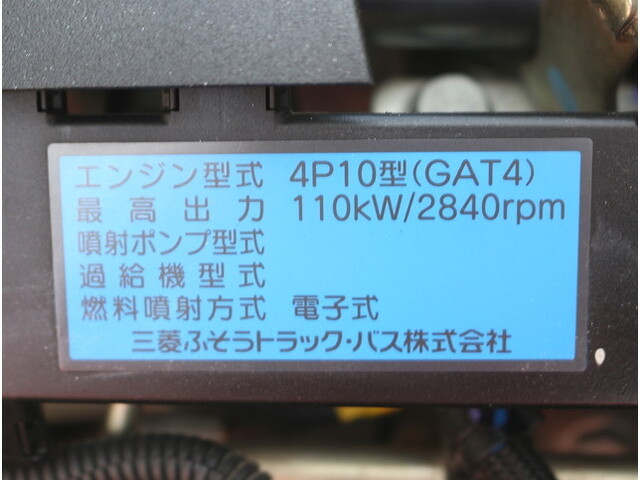 エンジン型式 4P10型(GAT4)
最高出力 110kW/2840rpm
噴射ポンプ型式
過給機型式
燃料噴射方式 電子式
三菱ふそうトラック・バス株式会社